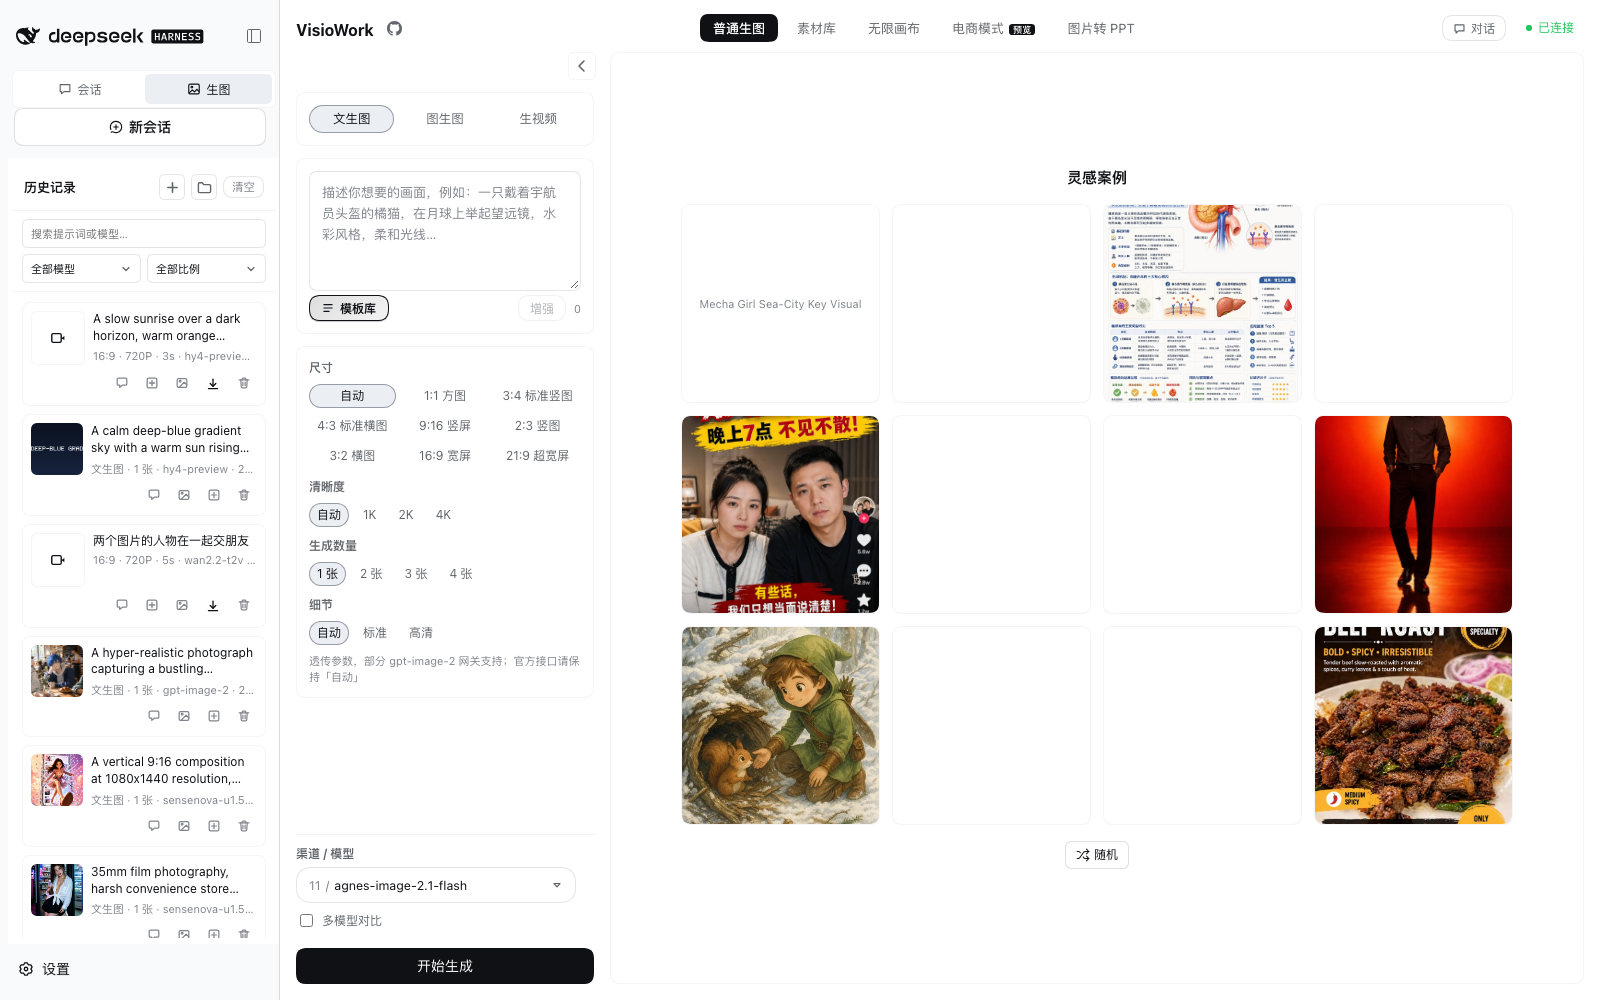 deepseek HARNESS
会话
生图
新会话
历史记录
清空
搜索提示词或模型...
全部模型
全部比例
A slow sunrise over a dark
horizon, warm orange...
16:9 · 720P · 3s · hy4-previe...
DEEP-BLUE GRAD
A calm deep-blue gradient
sky with a warm sun rising...
文生图 · 1 张 · hy4-preview · 2...
两个图片的人物在一起交朋友
16:9 · 720P · 5s · wan2.2-t2v ...
A hyper-realistic photograph
capturing a bustling...
文生图 · 1 张 · gpt-image-2 · 2...
A vertical 9:16 composition
at 1080x1440 resolution,...
文生图 · 1 张 · sensenova-u1.5...
35mm film photography,
harsh convenience store...
文生图 · 1 张 · sensenova-u1.5...
设置
VisioWork
普通生图
素材库
无限画布
电商模式 预览
图片转 PPT
对话
已连接
文生图
图生图
生视频
描述你想要的画面，例如：一只戴着宇航
员头盔的橘猫，在月球上举起望远镜，水
彩风格，柔和光线...
模板库
增强
0
尺寸
自动
1:1 方图
3:4 标准竖图
4:3 标准横图
9:16 竖屏
2:3 竖图
3:2 横图
16:9 宽屏
21:9 超宽屏
清晰度
自动
1K
2K
4K
生成数量
1 张
2 张
3 张
4 张
细节
自动
标准
高清
透传参数，部分 gpt-image-2 网关支持；官方接口请保
持「自动」
渠道 / 模型
11 / agnes-image-2.1-flash
多模型对比
开始生成
灵感案例
Mecha Girl Sea-City Key Visual
晚上7点 不见不散!
有些话，
我们只想当面说清楚!
DEEF ROAST
SPECIALTY
BOLD • SPICY • IRRESISTIBLE
Tender beef slow-roasted with aromatic
spices, curry leaves & a touch of heat.
MEDIUM
SPICY
ONLY
随机